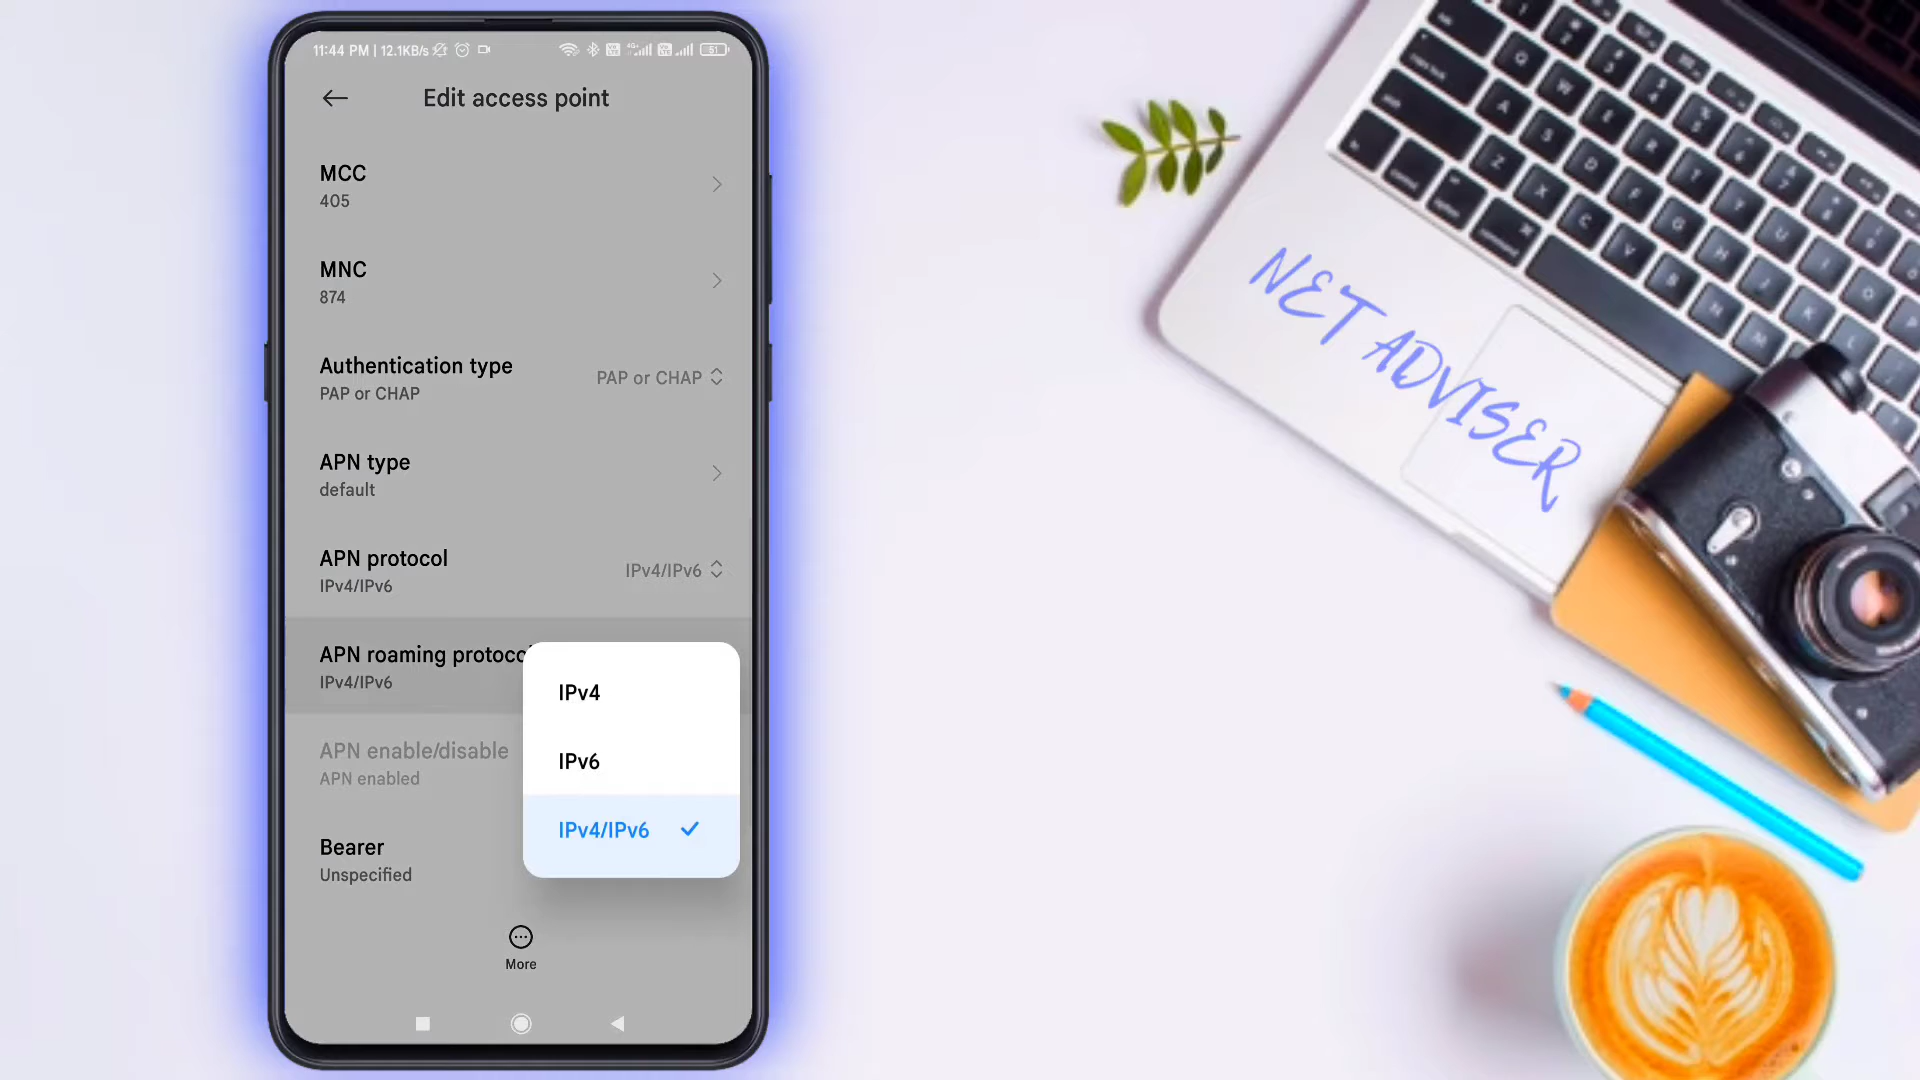 11:44 PM | 12.1KB/s
51
Edit access point
MCC
405
MNC
874
Authentication type
PAP or CHAP
PAP or CHAP
APN type
default
APN protocol
IPv4/IPv6
IPv4/IPv6
APN roaming protoco
IPv4/IPv6
IPv4
IPv6
IPv4/IPv6
APN enable/disable
APN enabled
Bearer
Unspecified
More
NET ADVISER